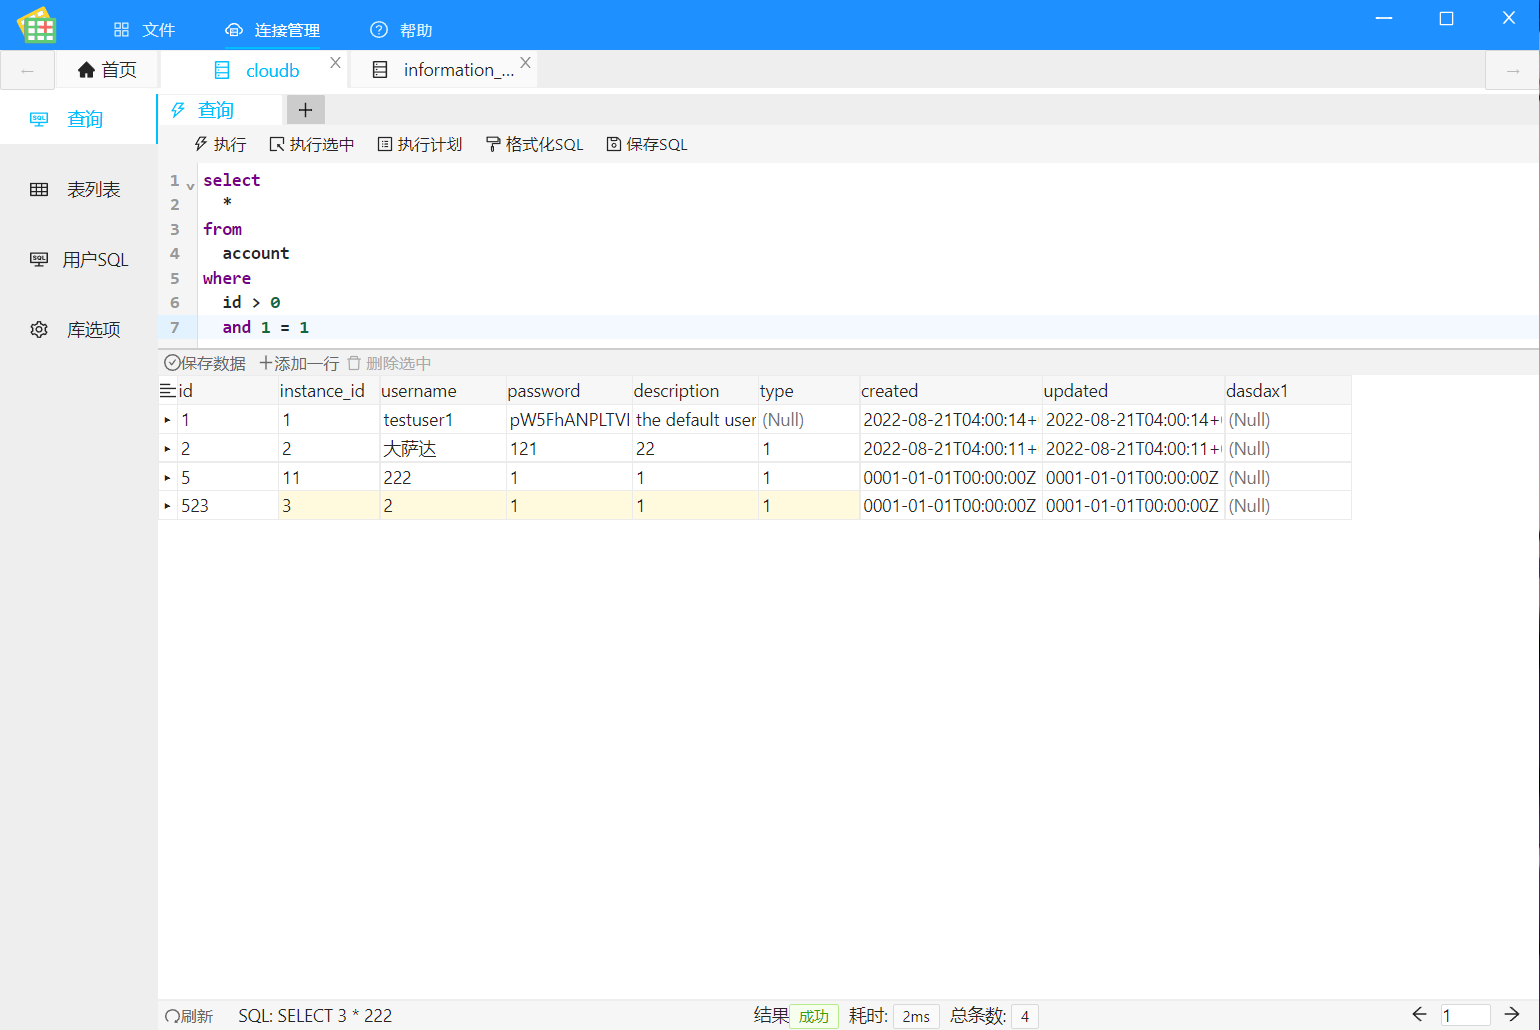 文件 连接管理 帮助
← 首页 cloudb X information_... X →
查询
表列表
用户SQL
库选项
查询 +
执行 执行选中 执行计划 格式化SQL 保存SQL
1 select
2 *
3 from
4 account
5 where
6 id > 0
7 and 1 = 1
保存数据 +添加一行 删除选中
id instance_id username password description type created updated dasdax1
1 1 testuser1 pW5FhANPLTVI the default user (Null) 2022-08-21T04:00:14+ 2022-08-21T04:00:14+ (Null)
2 2 大萨达 121 22 1 2022-08-21T04:00:11+ 2022-08-21T04:00:11+ (Null)
5 11 222 1 1 1 0001-01-01T00:00:00Z 0001-01-01T00:00:00Z (Null)
523 3 2 1 1 1 0001-01-01T00:00:00Z 0001-01-01T00:00:00Z (Null)
刷新 SQL: SELECT 3 * 222 结果 成功 耗时: 2ms 总条数: 4 ← 1 →